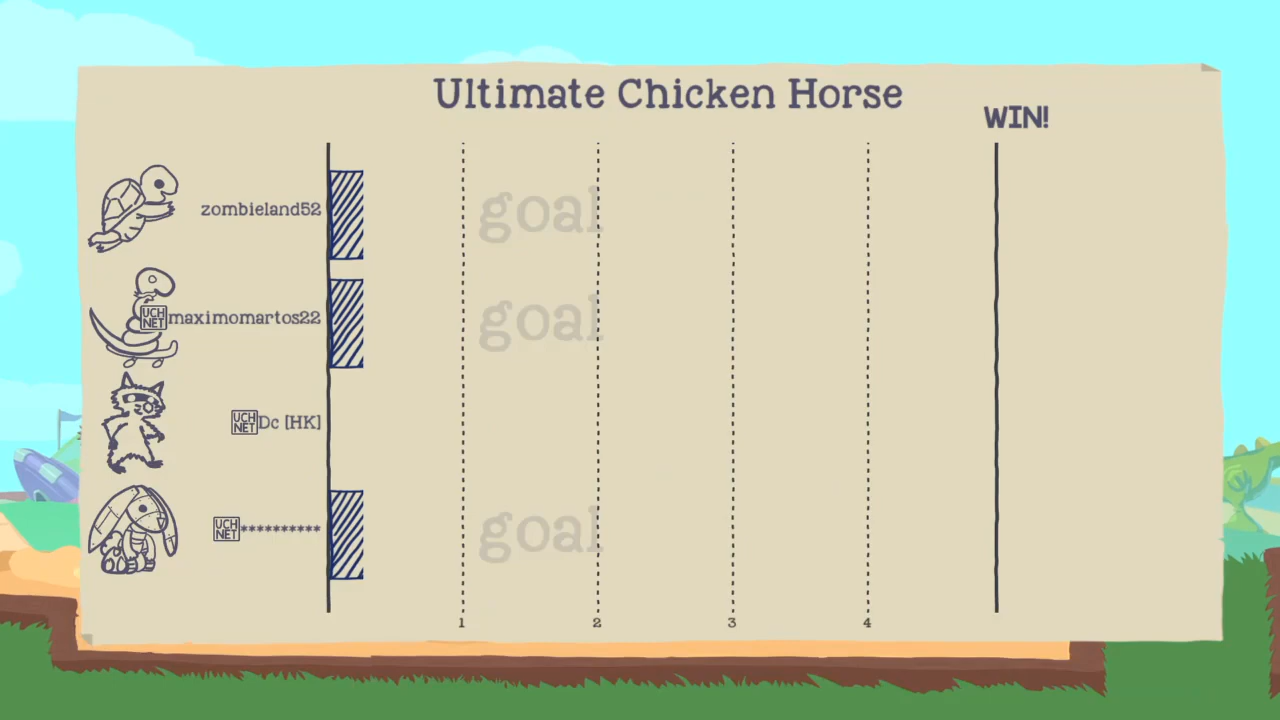 Ultimate Chicken Horse
WIN!
zombieland52
goal
UCH NET maximomartos22
goal
UCH NET Dc [HK]
UCH NET **********
goal
1 2 3 4